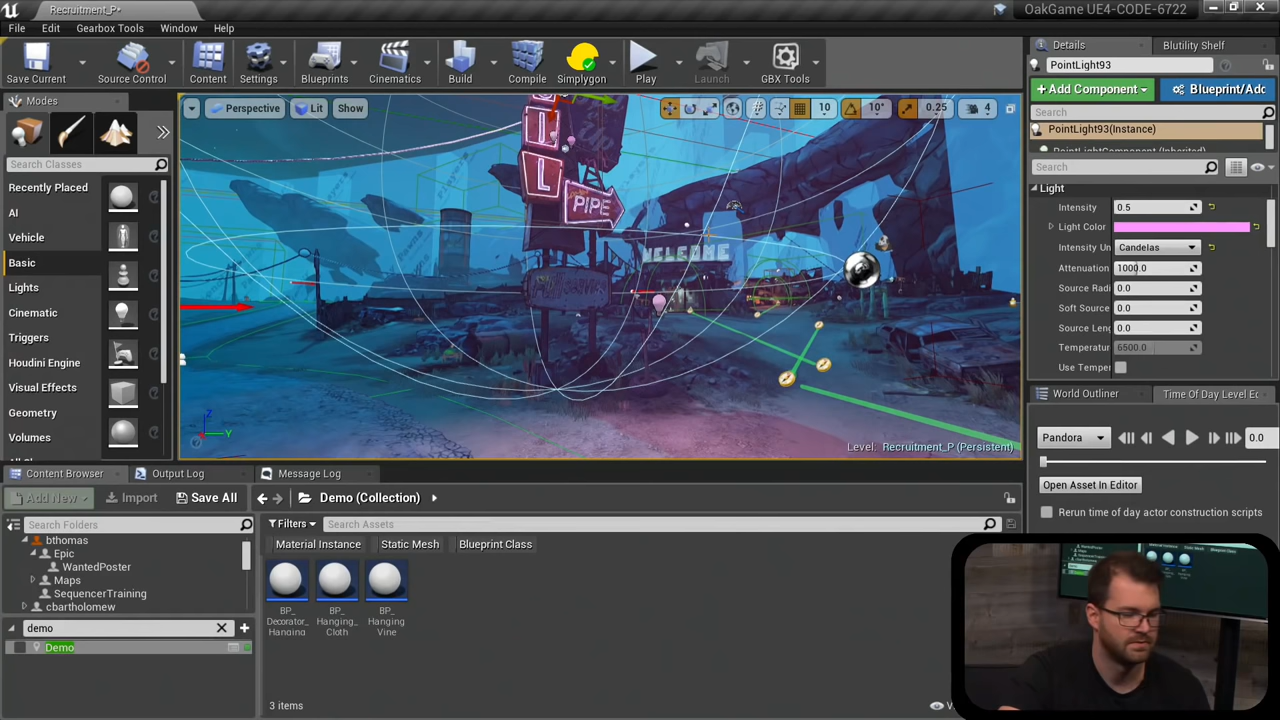 Recruitment_P*
OakGame UE4-CODE-6722
File Edit Gearbox Tools Window Help
Save Current Source Control Content Settings Blueprints Cinematics Build Compile Simplygon Play Launch GBX Tools
Details Blutility Shelf
PointLight93
+Add Component Blueprint/Add
Search
PointLight93(Instance)
PointLightComponent (Inherited)
Search
Light
Intensity 0.5
Light Color
Intensity Un Candelas
Attenuation 1000.0
Source Radi 0.0
Soft Source 0.0
Source Leng 0.0
Temperatur 6500.0
Use Temper
Modes
Search Classes
Recently Placed
AI
Vehicle
Basic
Lights
Cinematic
Triggers
Houdini Engine
Visual Effects
Geometry
Volumes
Perspective Lit Show
10 10° 0.25 4
L
PIPE
WELCOME
Z
Y
Level: Recruitment_P (Persistent)
World Outliner Time Of Day Level Ec
Pandora 0.0
Open Asset In Editor
Rerun time of day actor construction scripts
Content Browser Output Log Message Log
Add New Import Save All Demo (Collection)
Search Folders
bthomas
Epic
WantedPoster
Maps
SequencerTraining
cbartholomew
demo
Demo
Filters Search Assets
Material Instance Static Mesh Blueprint Class
BP_
Decorator_
Hanging
BP_
Hanging_
Cloth
BP_
Hanging
Vine
3 items